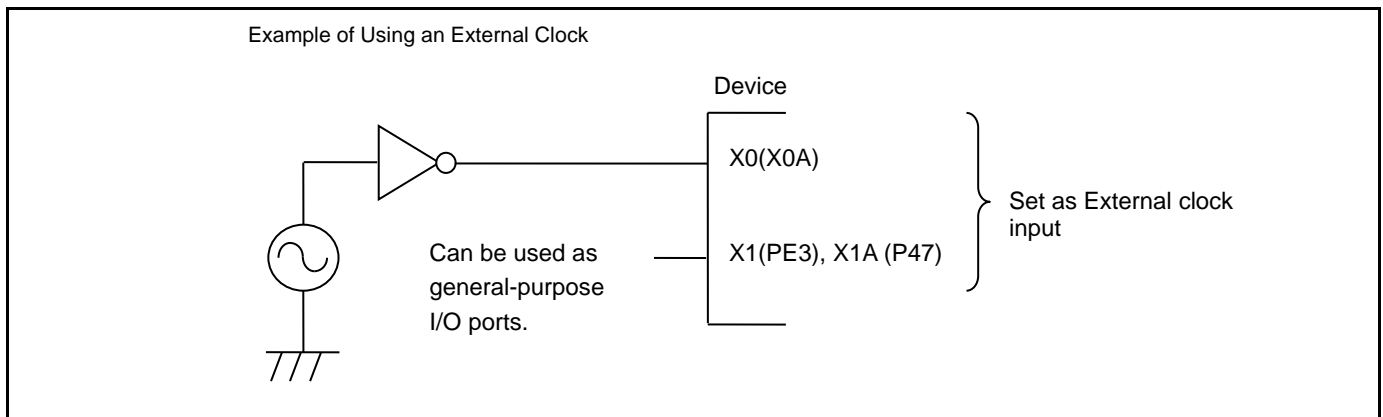 Example of Using an External Clock
Device
X0(X0A)
Can be used as
general-purpose
I/O ports.
X1(PE3), X1A (P47)
Set as External clock
input